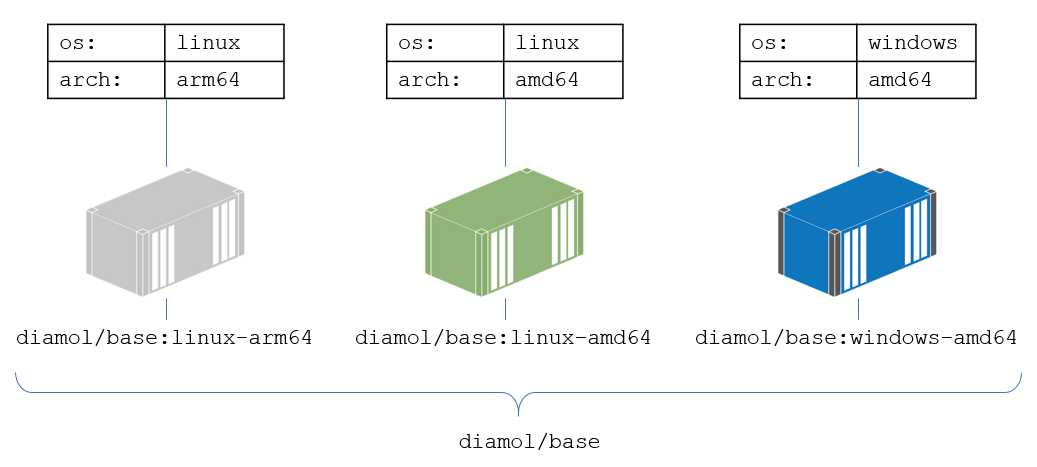 os: linux
arch: arm64
os: linux
arch: amd64
os: windows
arch: amd64
diamol/base:linux-arm64
diamol/base:linux-amd64
diamol/base:windows-amd64
diamol/base